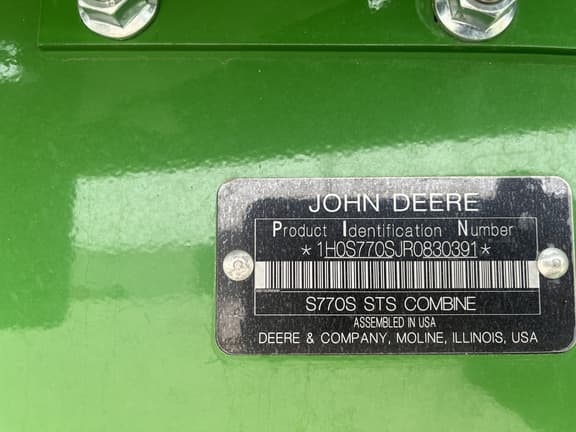 JOHN DEERE
Product Identification Number
*1H0S770SJR0830391*
S770S STS COMBINE
ASSEMBLED IN USA
DEERE & COMPANY, MOLINE, ILLINOIS, USA